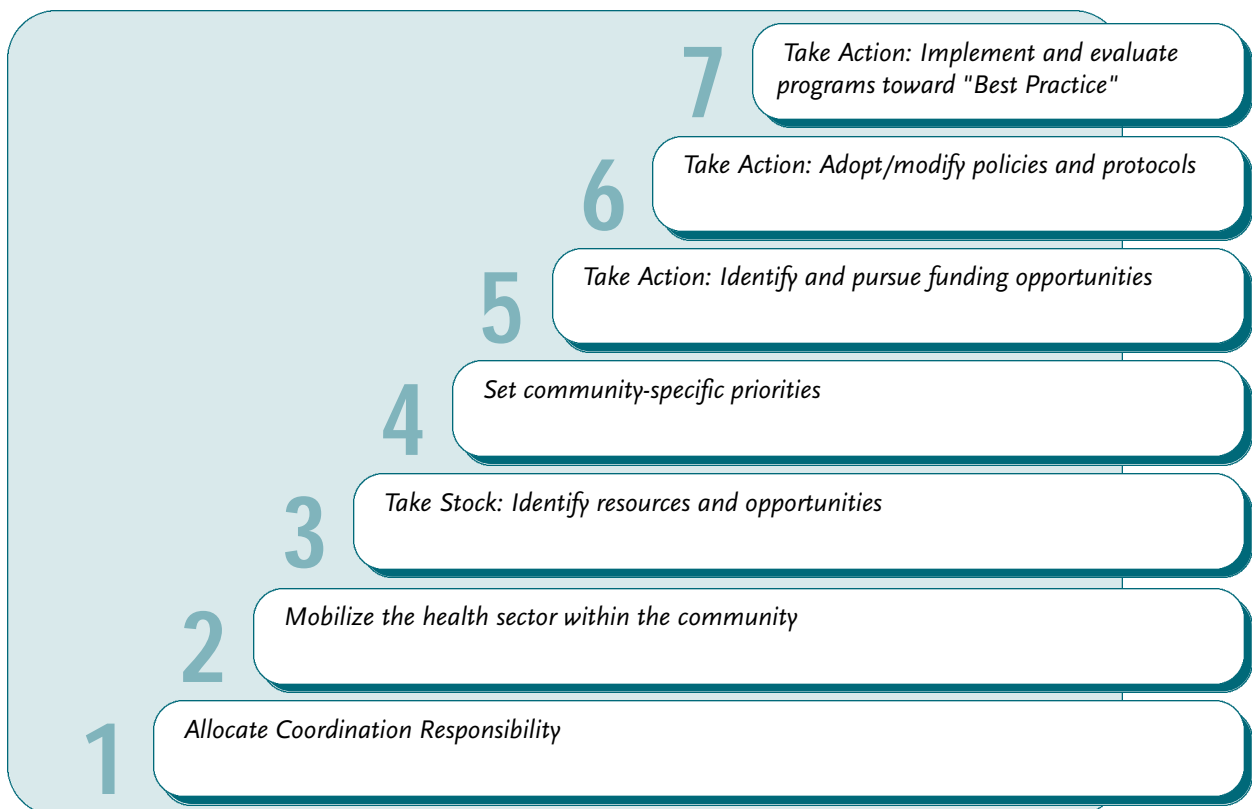 7
Take Action: Implement and evaluate
programs toward "Best Practice"
6
Take Action: Adopt/modify policies and protocols
5
Take Action: Identify and pursue funding opportunities
4
Set community-specific priorities
3
Take Stock: Identify resources and opportunities
2
Mobilize the health sector within the community
1
Allocate Coordination Responsibility